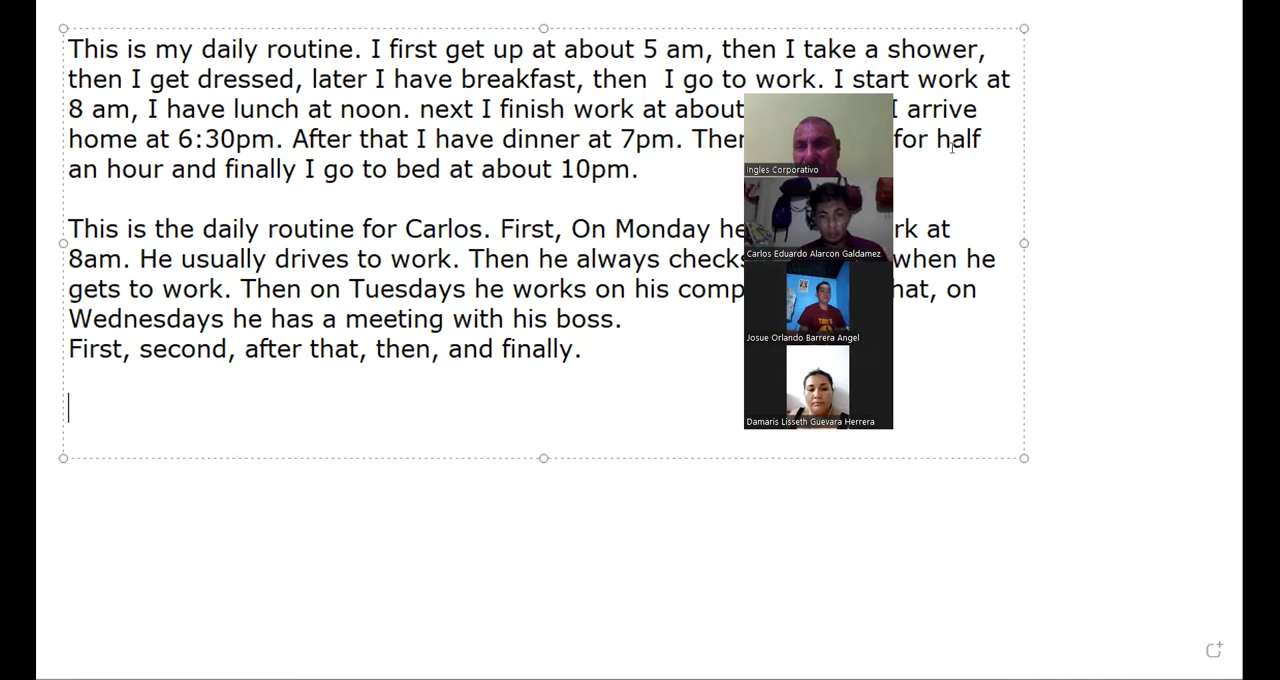 This is my daily routine. I first get up at about 5 am, then I take a shower,
then I get dressed, later I have breakfast, then  I go to work. I start work at
8 am, I have lunch at noon. next I finish work at about I arrive
home at 6:30pm. After that I have dinner at 7pm. for half
an hour and finally I go to bed at about 10pm.
This is the daily routine for Carlos. First, On Monday he at
8am. He usually drives to work. Then he always checks when he
gets to work. Then on Tuesdays he works on his on
Wednesdays he has a meeting with his boss.
First, second, after that, then, and finally.
Ingles Corporativo
Carlos Eduardo Alarcon Galdamez
Josue Orlando Barrera Angel
Damaris Lisseth Guevara Herrera